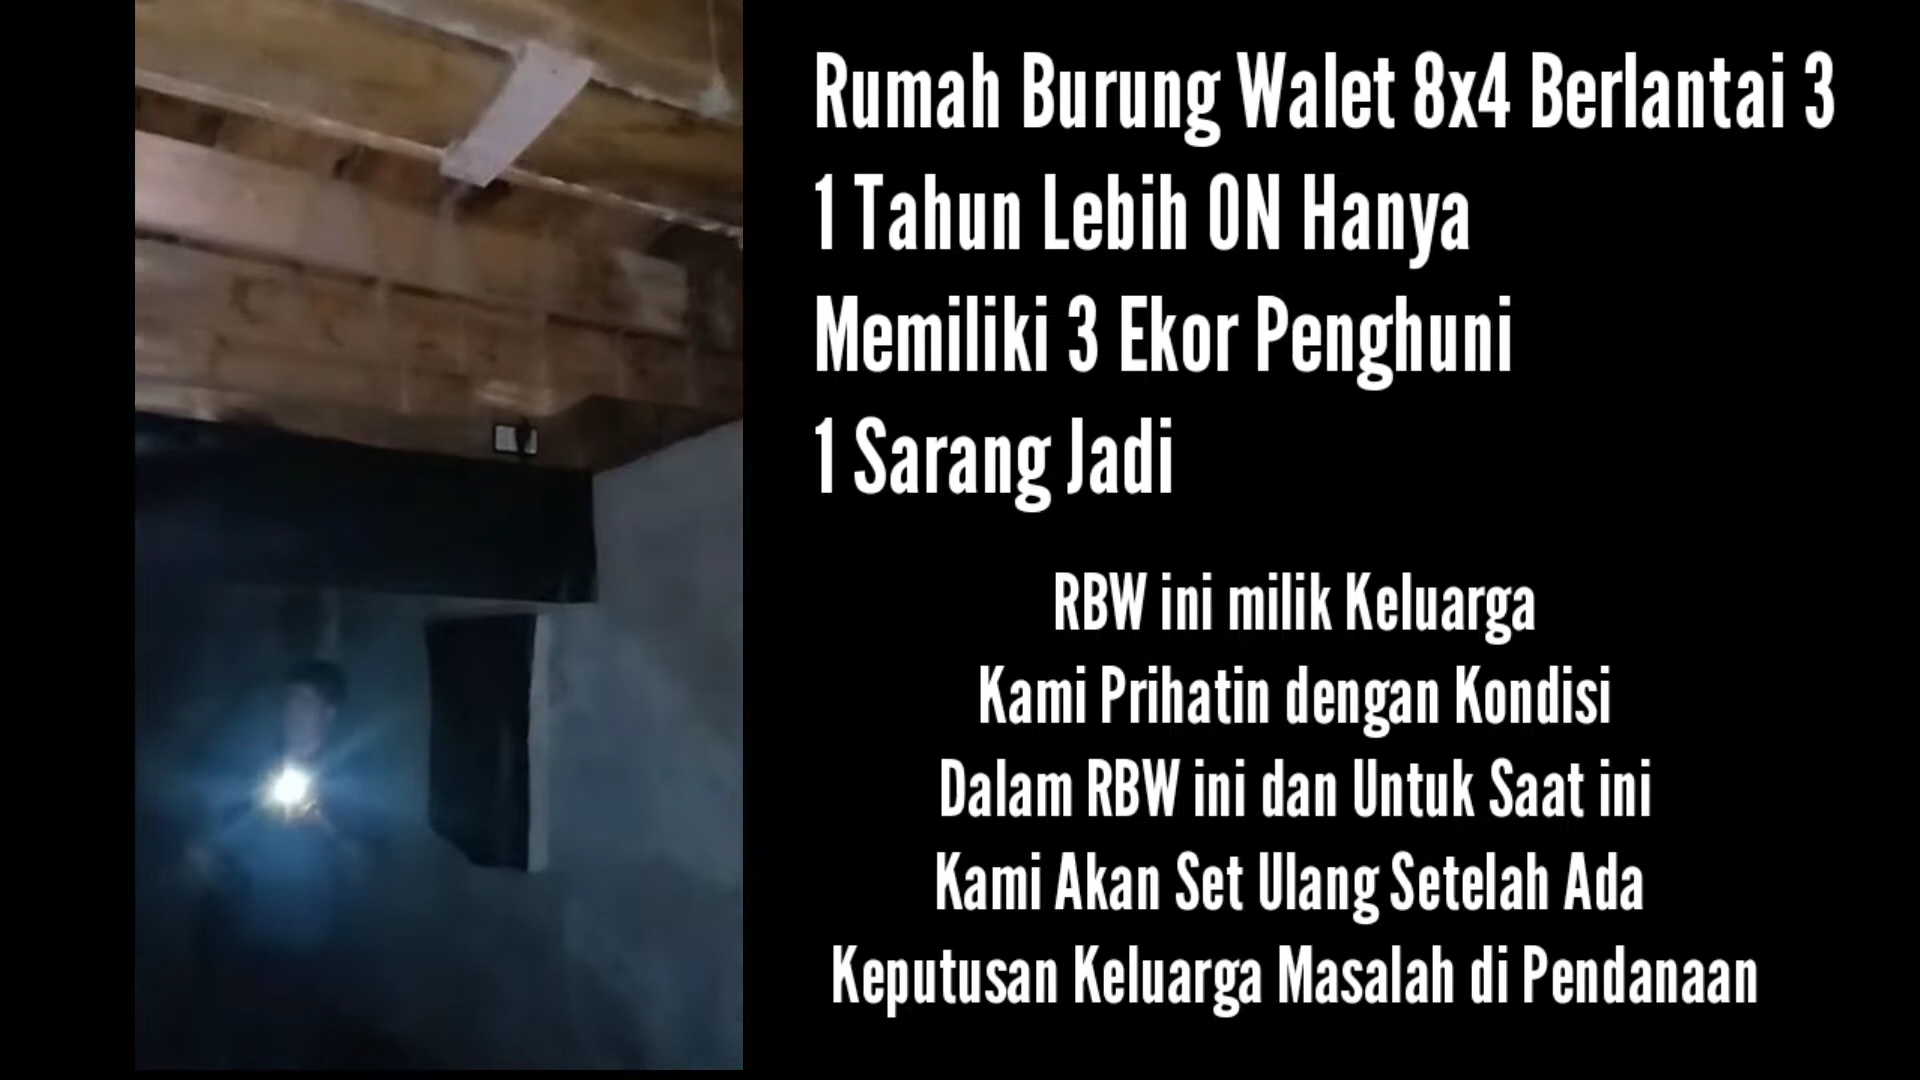 Rumah Burung Walet 8x4 Berlantai 3
1 Tahun Lebih ON Hanya
Memiliki 3 Ekor Penghuni
1 Sarang Jadi
RBW ini milik Keluarga
Kami Prihatin dengan Kondisi
Dalam RBW ini dan Untuk Saat ini
Kami Akan Set Ulang Setelah Ada
Keputusan Keluarga Masalah di Pendanaan